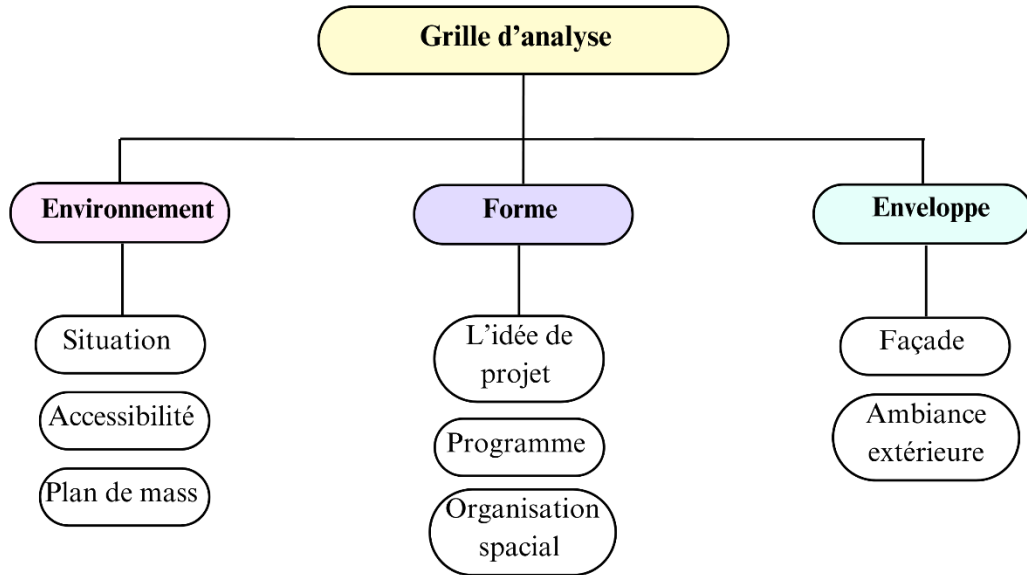 Grille d'analyse
Environnement
Forme
Enveloppe
Situation
Accessibilité
Plan de mass
L'idée de
projet
Programme
Organisation
spacial
Façade
Ambiance
extérieure